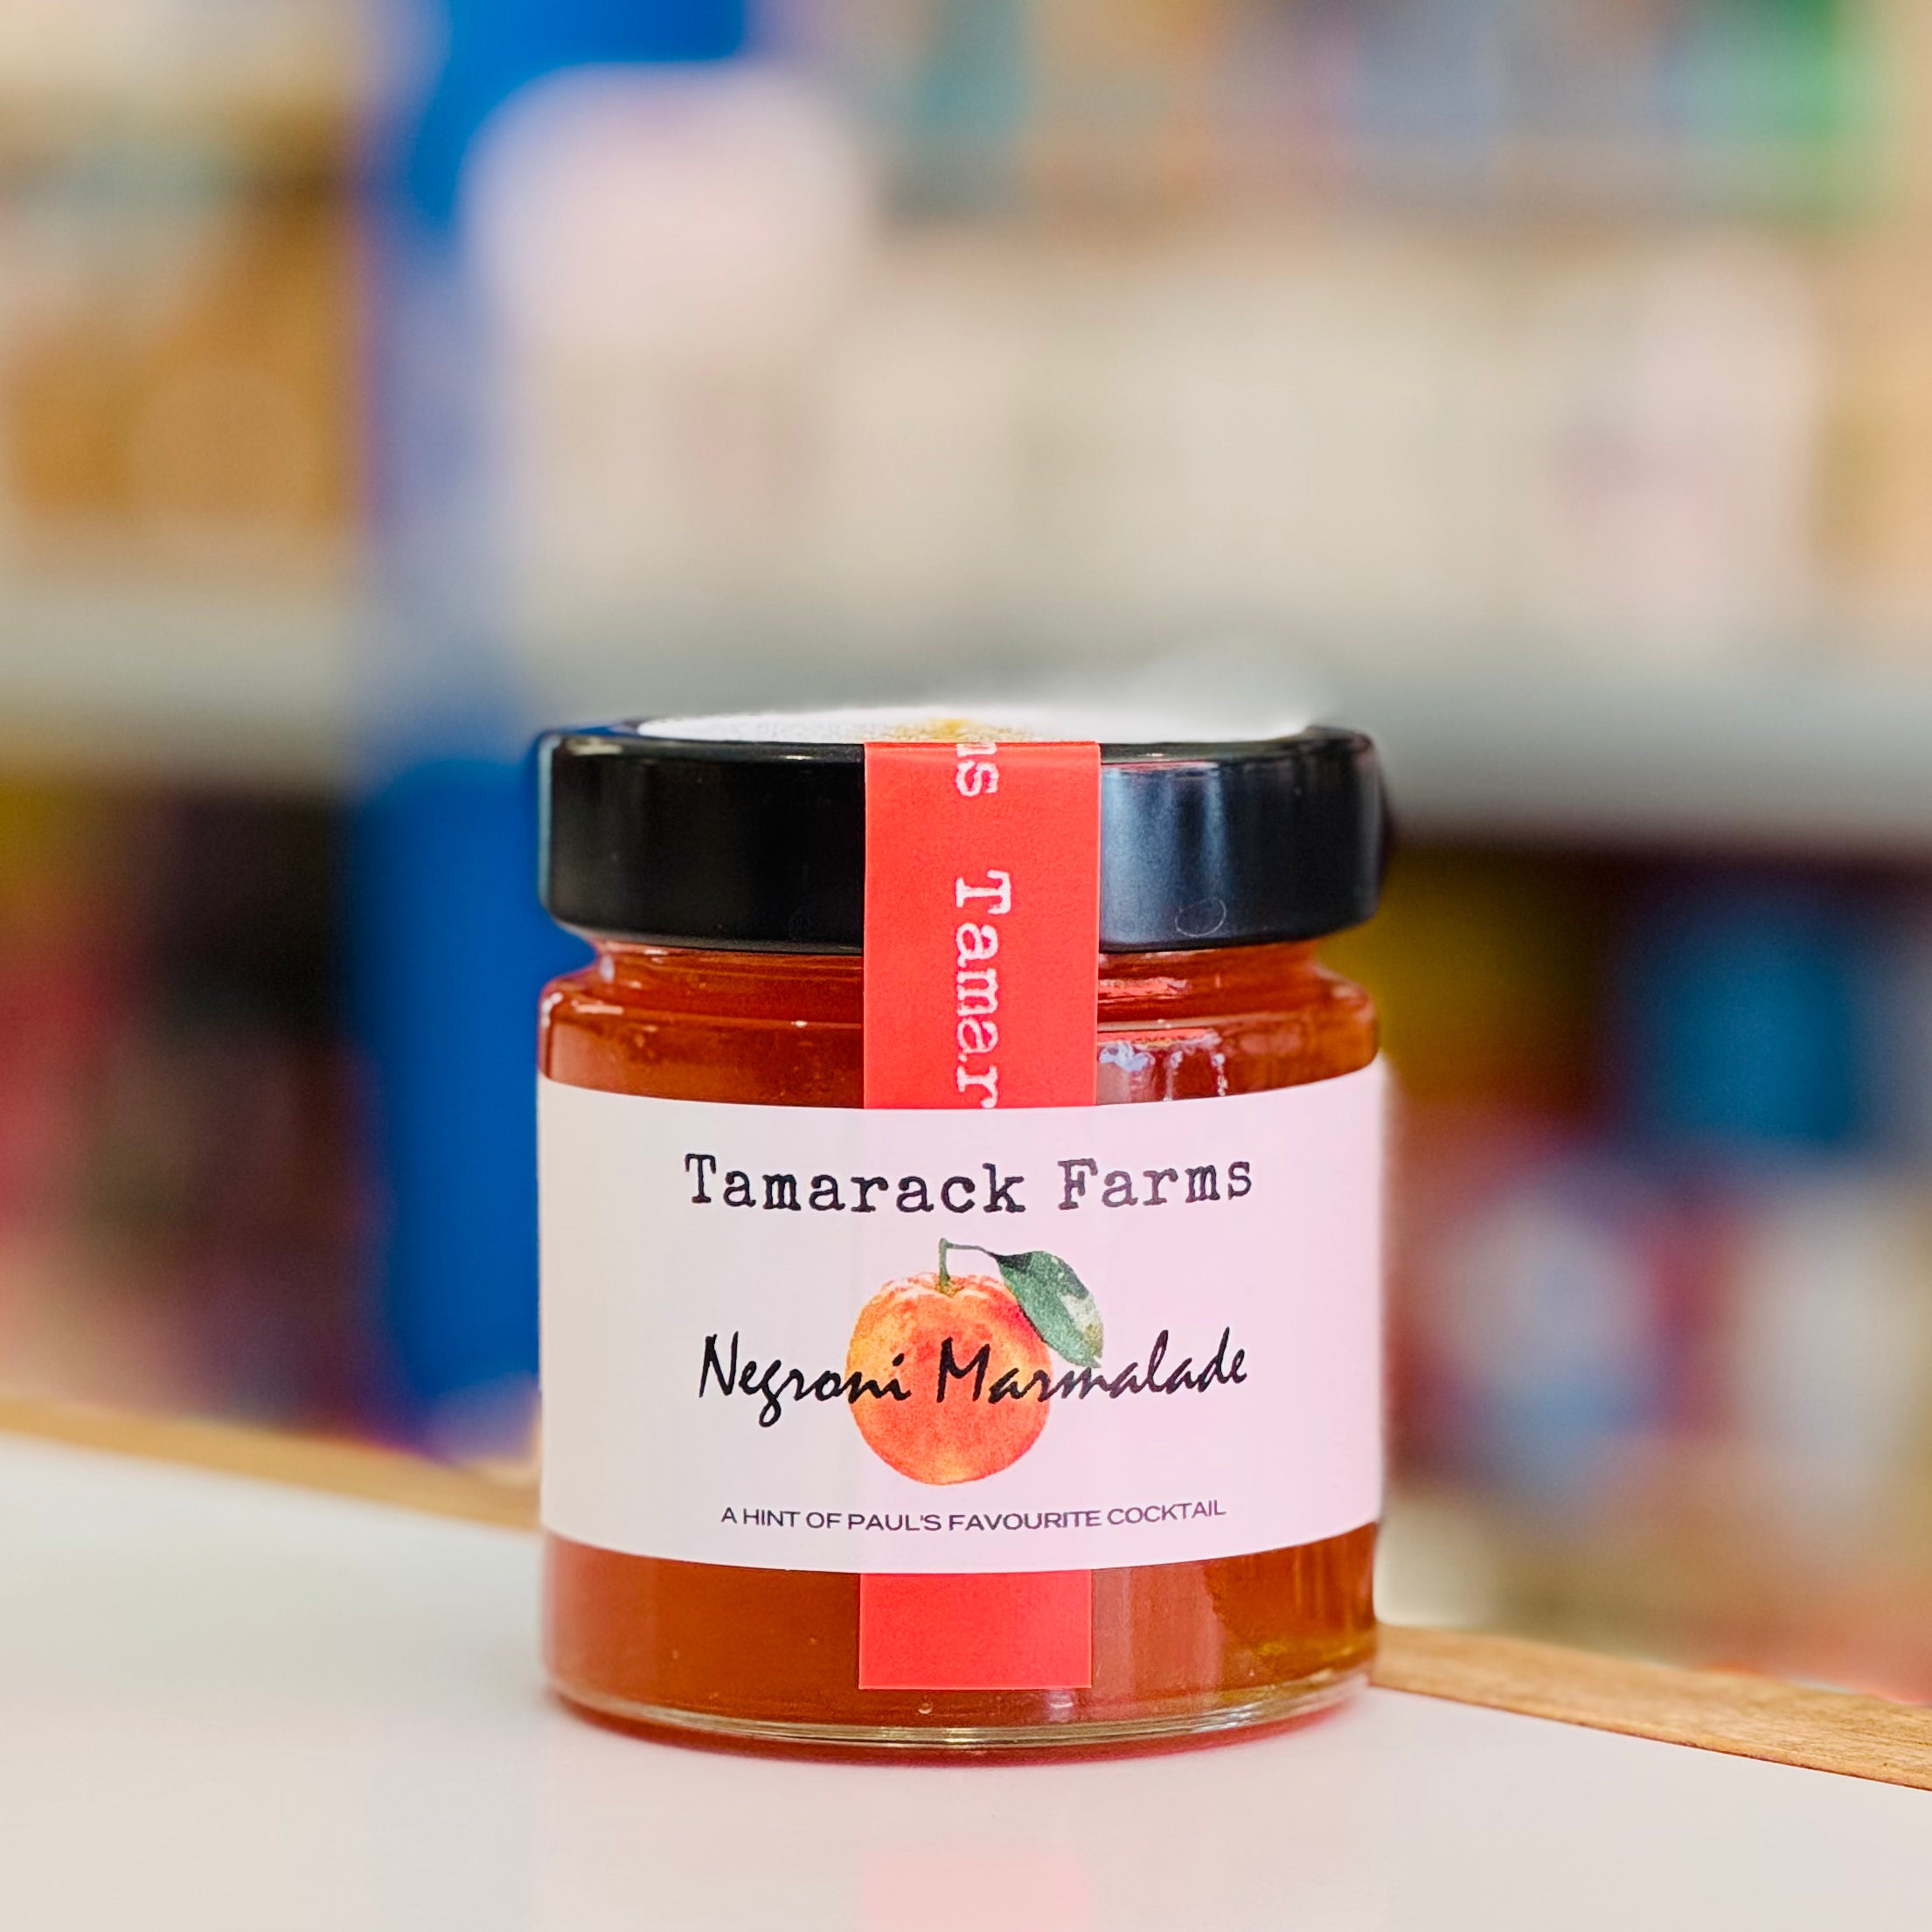 s Tamar
Tamarack Farms
Negroni Marmalade
A HINT OF PAUL'S FAVOURITE COCKTAIL